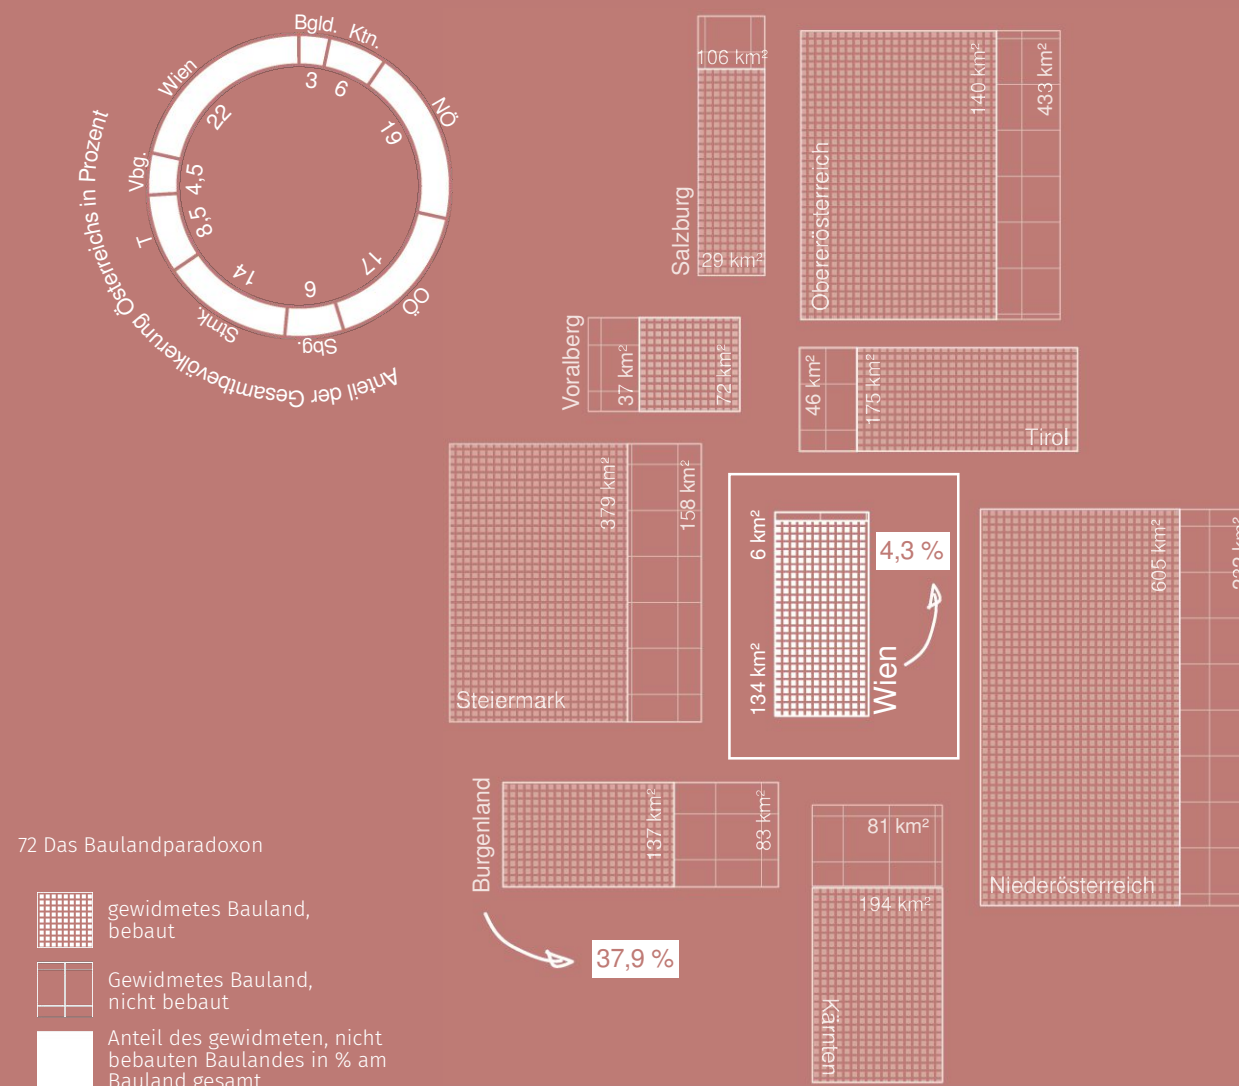 Bgld.
Ktn.
NÖ
OÖ
Sbg.
Stmk.
T
Vbg.
Wien
3
6
19
17
6
14
8,5
4,5
22
Anteil der Gesamtbevölkerung Österreichs in Prozent
106 km²
29 km²
Salzburg
140 km²
433 km²
Obererösterreich
Voralberg
37 km²
72 km²
46 km²
175 km²
Tirol
379 km²
158 km²
Steiermark
6 km²
134 km²
Wien
4,3 %
605 km²
Niederösterreich
Burgenland
137 km²
83 km²
37,9 %
81 km²
194 km²
Kärnten
72 Das Baulandparadoxon
gewidmetes Bauland,
bebaut
Gewidmetes Bauland,
nicht bebaut
Anteil des gewidmeten, nicht
bebauten Baulandes in % am
Bauland gesamt